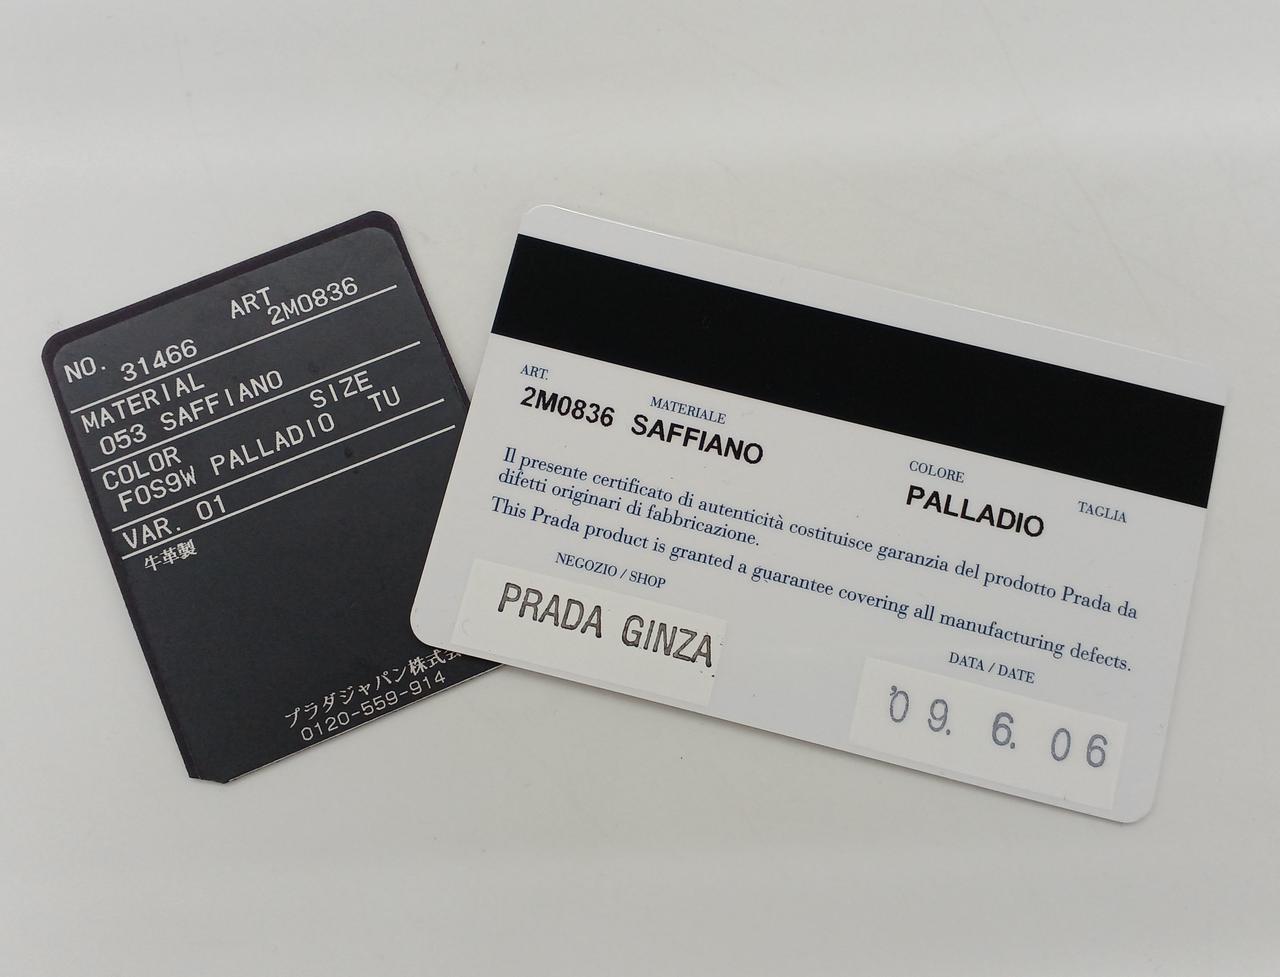 ART
2M0836
NO. 31466
MATERIAL
053 SAFFIANO
COLOR SIZE
F0S9W PALLADIO TU
VAR. 01
牛革製
プラダジャパン株式会
0120-559-914
ART. MATERIALE COLORE TAGLIA
2M0836 SAFFIANO PALLADIO
Il presente certificato di autenticità costituisce garanzia del prodotto Prada da
difetti originari di fabbricazione.
This Prada product is granted a guarantee covering all manufacturing defects.
NEGOZIO / SHOP
PRADA GINZA
DATA / DATE
'09. 6. 06